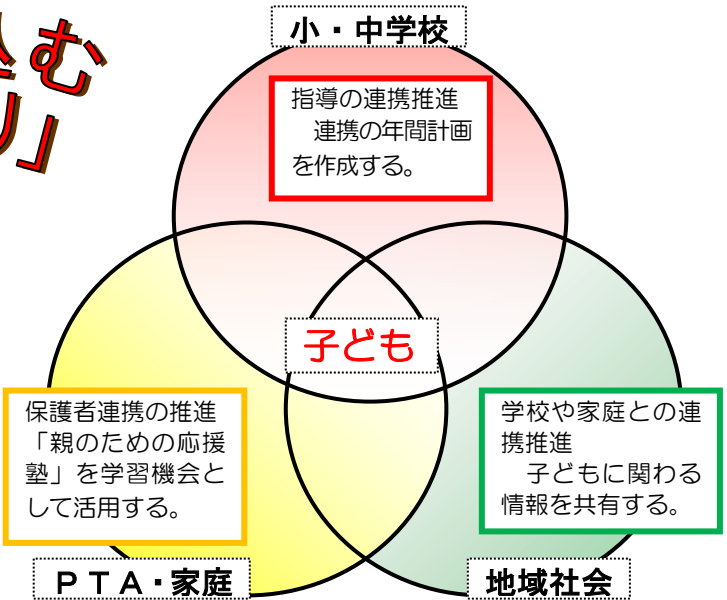 込む
り」
小・中学校
指導の連携推進
連携の年間計画
を作成する。
子ども
保護者連携の推進
「親のための応援
塾」を学習機会と
して活用する。
学校や家庭との連
携推進
子どもに関わる
情報を共有する。
ＰＴＡ・家庭
地域社会